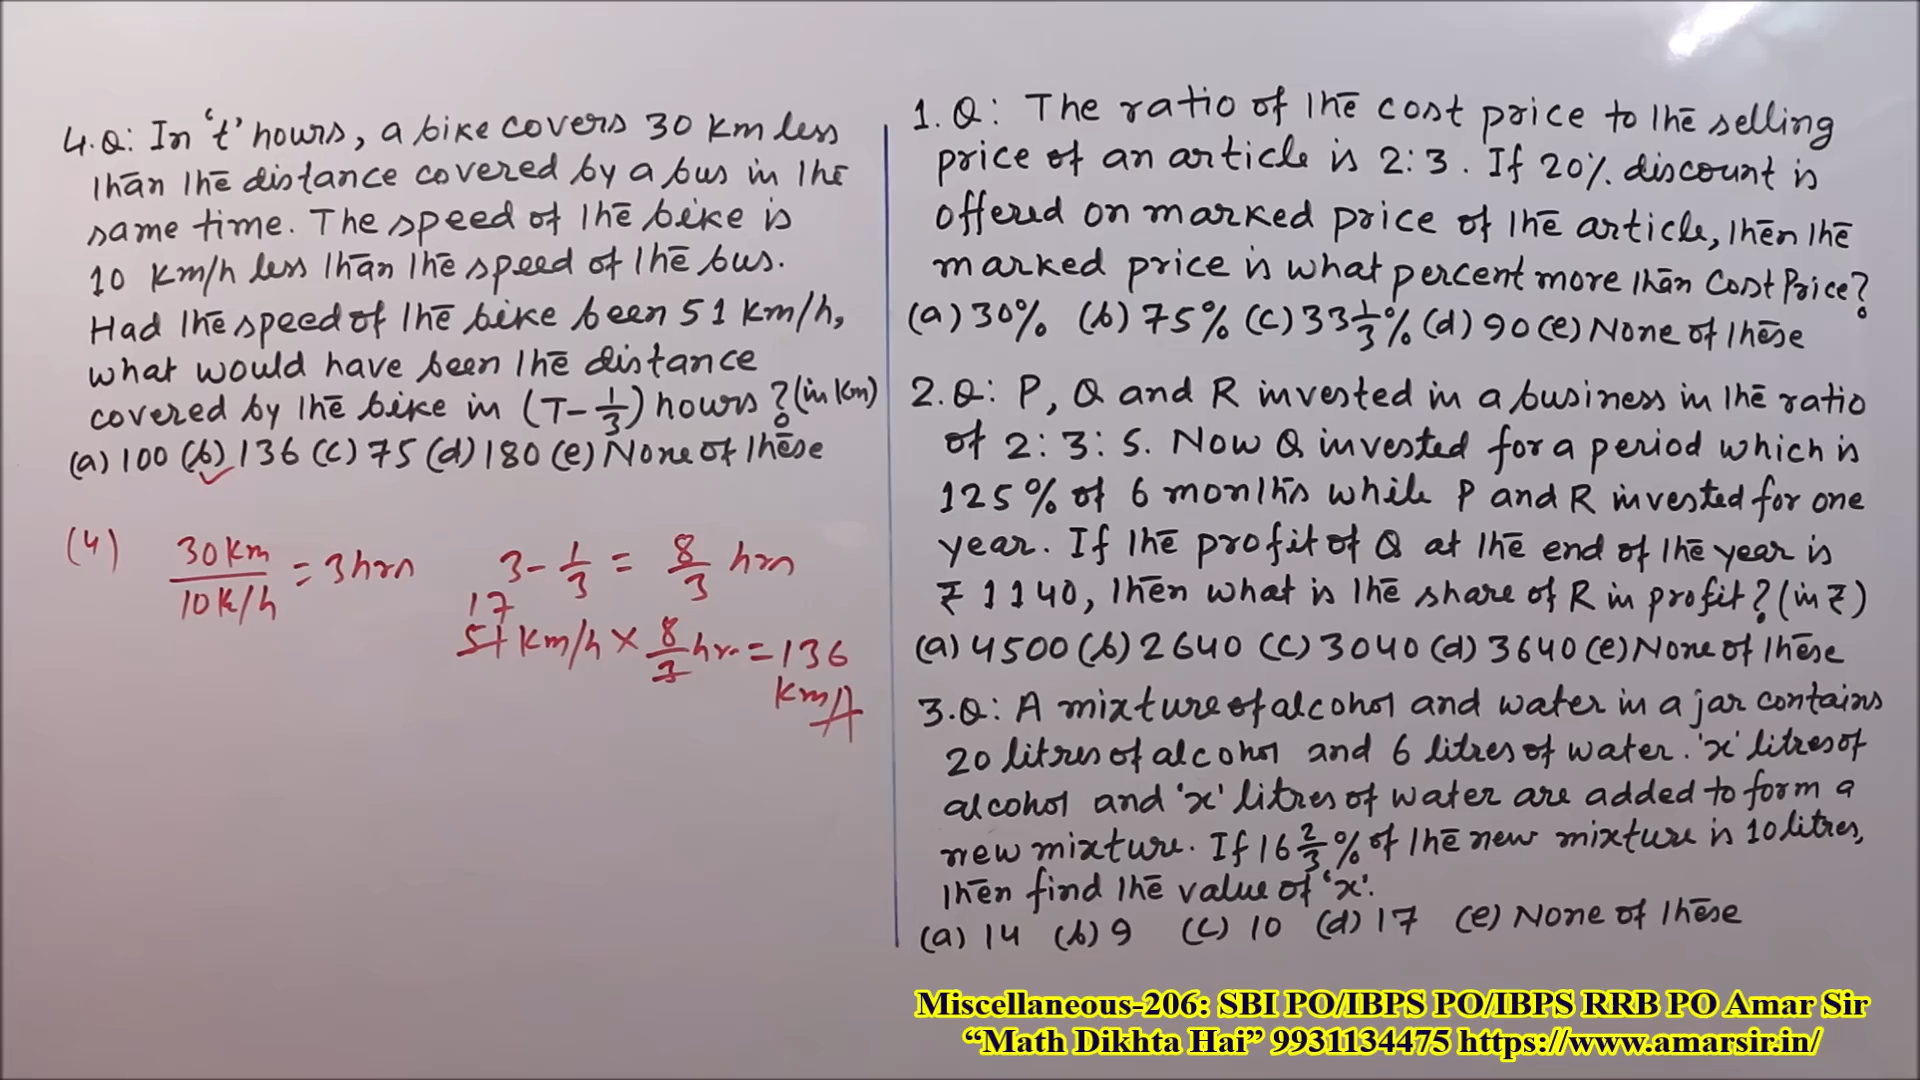 4.Q: In 't' hours, a bike covers 30 Km less
than the distance covered by a bus in the
same time. The speed of the bike is
10 Km/h less than the speed of the bus.
Had the speed of the bike been 51 Km/h,
what would have been the distance
covered by the bike in (T-1/3) hours? (in Km)
(a) 100 (b) 136 (c) 75 (d) 180 (e) None of these
(4) 30Km/10K/h = 3hrs 3-1/3 = 8/3 hrs
17
51 Km/h × 8/3 hr = 136
Km A
1.Q: The ratio of the cost price to the selling
price of an article is 2:3. If 20% discount is
offered on marked price of the article, then the
marked price is what percent more than Cost Price?
(a) 30% (b) 75% (c) 33 1/3% (d) 90 (e) None of these
2.Q: P, Q and R invested in a business in the ratio
of 2:3:5. Now Q invested for a period which is
125% of 6 months while P and R invested for one
year. If the profit of Q at the end of the year is
₹ 1140, then what is the share of R in profit? (in ₹)
(a) 4500 (b) 2640 (c) 3040 (d) 3640 (e) None of these
3.Q: A mixture of alcohol and water in a jar contains
20 litres of alcohol and 6 litres of water. 'x' litres of
alcohol and 'x' litres of water are added to form a
new mixture. If 16 2/3% of the new mixture is 10 litres,
then find the value of 'x'.
(a) 14 (b) 9 (c) 10 (d) 17 (e) None of these
Miscellaneous-206: SBI PO/IBPS PO/IBPS RRB PO Amar Sir
“Math Dikhta Hai” 9931134475 https://www.amarsir.in/